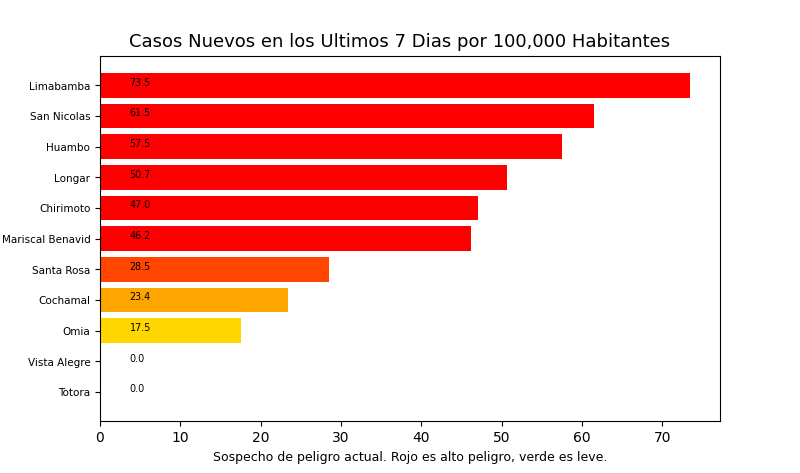 Casos Nuevos en los Ultimos 7 Dias por 100,000 Habitantes
Limabamba 73.5
San Nicolas 61.5
Huambo 57.5
Longar 50.7
Chirimoto 47.0
Mariscal Benavid 46.2
Santa Rosa 28.5
Cochamal 23.4
Omia 17.5
Vista Alegre 0.0
Totora 0.0
0 10 20 30 40 50 60 70
Sospecho de peligro actual. Rojo es alto peligro, verde es leve.